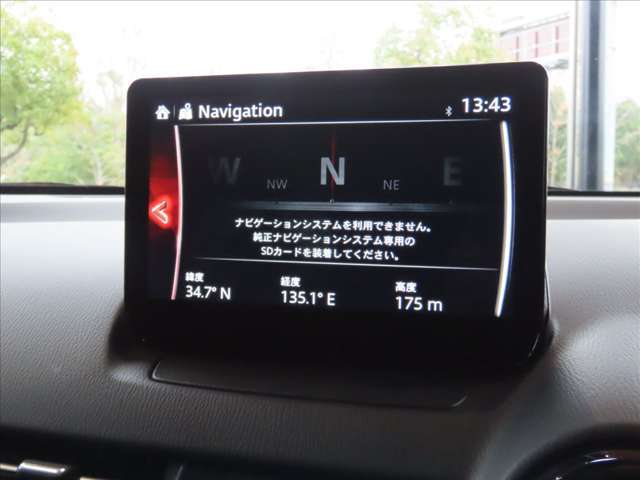 Navigation
13:43
W NW N NE E
ナビゲーションシステムを利用できません。
純正ナビゲーションシステム専用の
SDカードを装着してください。
緯度 経度 高度
34.7° N 135.1° E 175 m